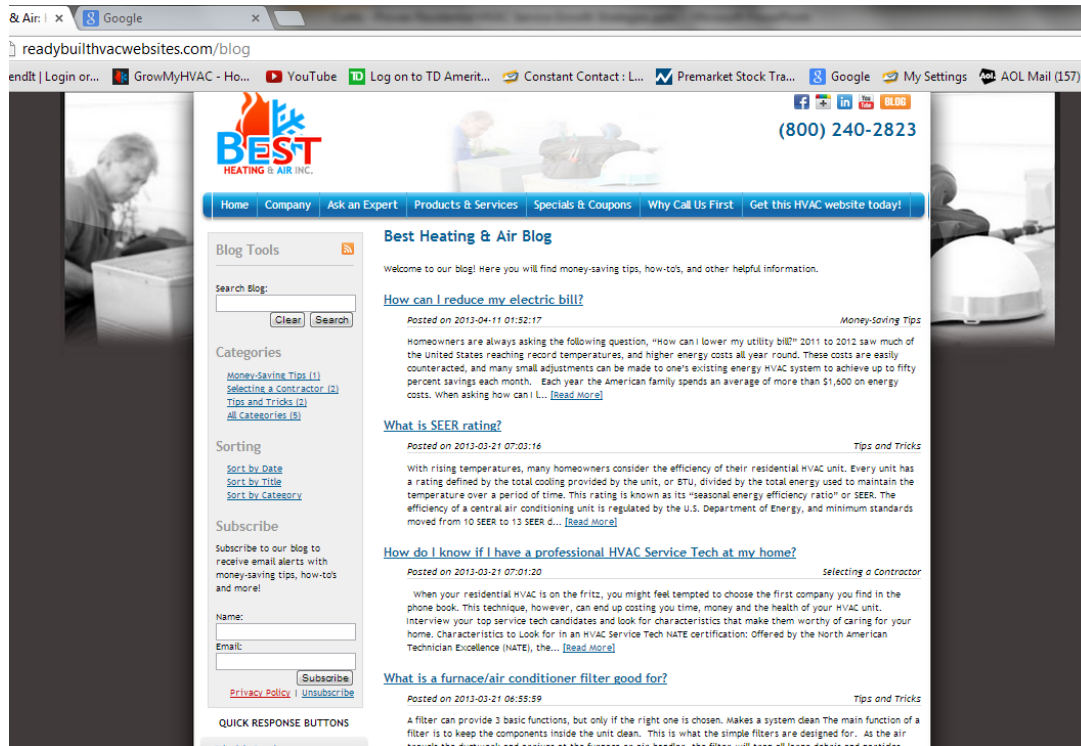 & Air: I
Google
readybuilthvacwebsites.com/blog
endIt | Login or...
GrowMyHVAC - Ho...
YouTube
TD
Log on to TD Amerit...
Constant Contact : L...
Premarket Stock Tra...
Google
My Settings
AOL Mail (157)
BEST
HEATING & AIR INC.
BLOG
(800) 240-2823
Home
Company
Ask an Expert
Products & Services
Specials & Coupons
Why Call Us First
Get this HVAC website today!
Blog Tools
Search Blog:
Clear
Search
Categories
Money-Saving Tips (1)
Selecting a Contractor (2)
Tips and Tricks (2)
All Categories (5)
Sorting
Sort by Date
Sort by Title
Sort by Category
Subscribe
Subscribe to our blog to
receive email alerts with
money-saving tips, how-to's
and more!
Name:
Email:
Subscribe
Privacy Policy | Unsubscribe
QUICK RESPONSE BUTTONS
Best Heating & Air Blog
Welcome to our blog! Here you will find money-saving tips, how-to's, and other helpful information.
How can I reduce my electric bill?
Posted on 2013-04-11 01:52:17
Money-Saving Tips
Homeowners are always asking the following question, “How can I lower my utility bill?” 2011 to 2012 saw much of
the United States reaching record temperatures, and higher energy costs all year round. These costs are easily
counteracted, and many small adjustments can be made to one's existing energy HVAC system to achieve up to fifty
percent savings each month. Each year the American family spends an average of more than $1,600 on energy
costs. When asking how can I l... [Read More]
What is SEER rating?
Posted on 2013-03-21 07:03:16
Tips and Tricks
With rising temperatures, many homeowners consider the efficiency of their residential HVAC unit. Every unit has
a rating defined by the total cooling provided by the unit, or BTU, divided by the total energy used to maintain the
temperature over a period of time. This rating is known as its “seasonal energy efficiency ratio” or SEER. The
efficiency of a central air conditioning unit is regulated by the U.S. Department of Energy, and minimum standards
moved from 10 SEER to 13 SEER d... [Read More]
How do I know if I have a professional HVAC Service Tech at my home?
Posted on 2013-03-21 07:01:20
Selecting a Contractor
When your residential HVAC is on the fritz, you might feel tempted to choose the first company you find in the
phone book. This technique, however, can end up costing you time, money and the health of your HVAC unit.
Interview your top service tech candidates and look for characteristics that make them worthy of caring for your
home. Characteristics to Look for in an HVAC Service Tech NATE certification: Offered by the North American
Technician Excellence (NATE), the... [Read More]
What is a furnace/air conditioner filter good for?
Posted on 2013-03-21 06:55:59
Tips and Tricks
A filter can provide 3 basic functions, but only if the right one is chosen. Makes a system clean The main function of a
filter is to keep the components inside the unit clean. This is what the simple filters are designed for. As the air